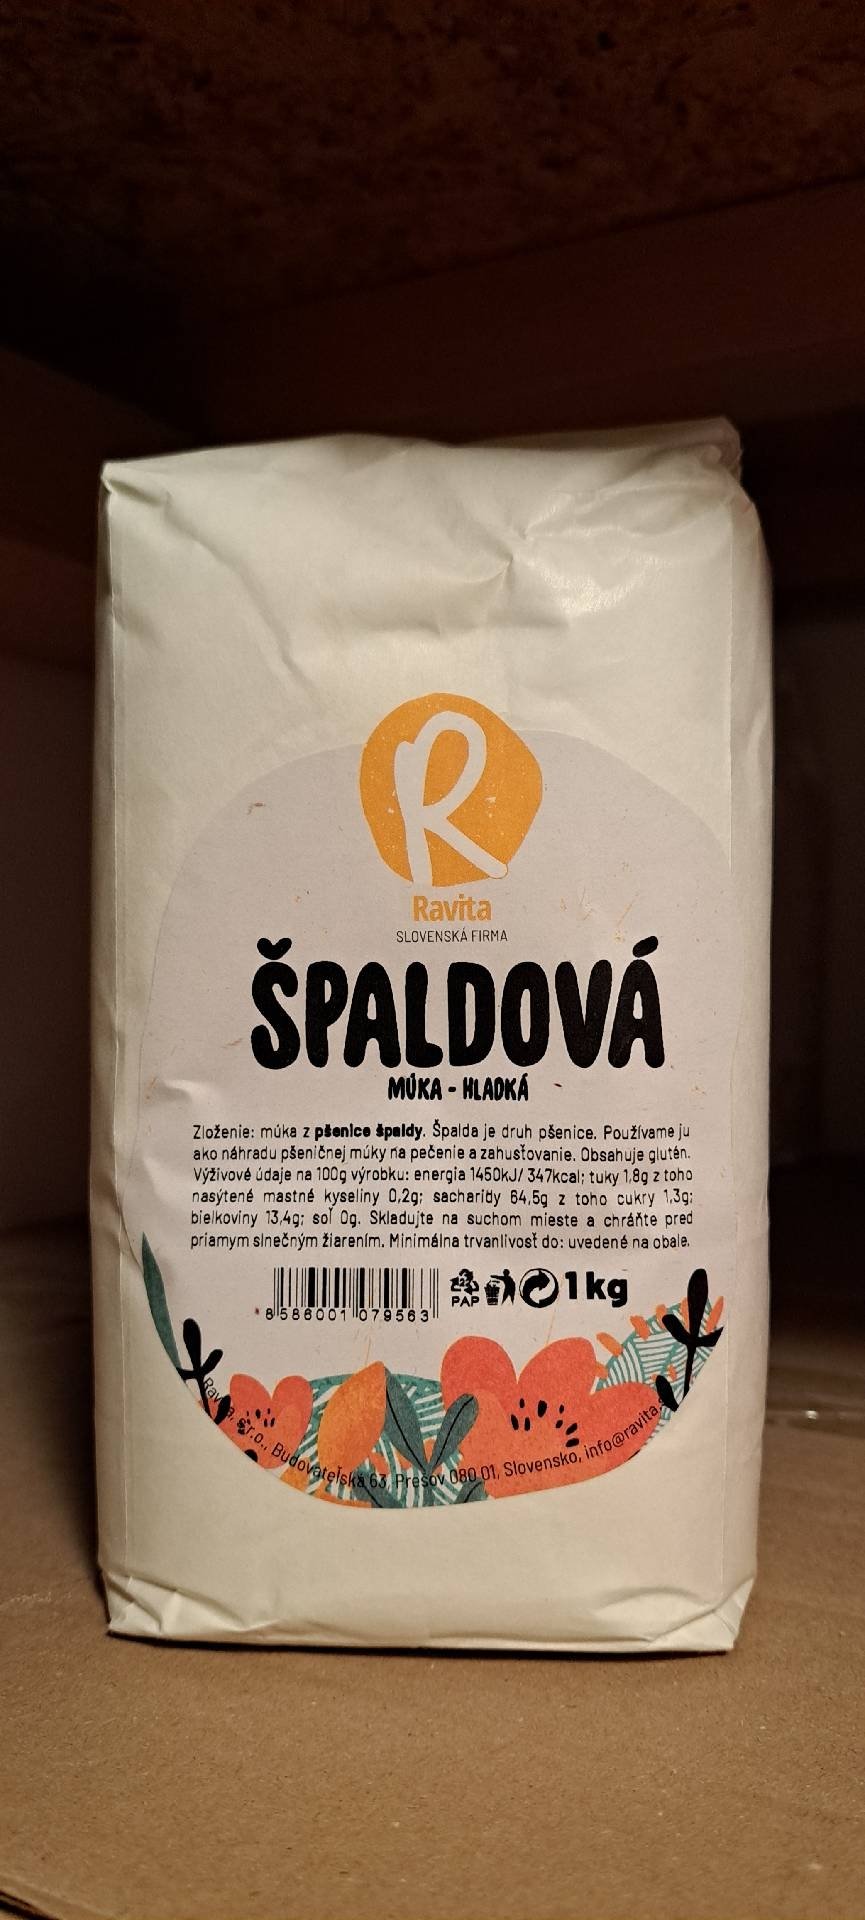 R
Ravita
SLOVENSKÁ FIRMA
ŠPALDOVÁ
MÚKA - HLADKÁ
Zloženie: múka z pšenice špaldy. Špalda je druh pšenice. Používame ju
ako náhradu pšeničnej múky na pečenie a zahusťovanie. Obsahuje glutén.
Výživové údaje na 100g výrobku: energia 1450kJ/ 347kcal; tuky 1,8g z toho
nasýtené mastné kyseliny 0,2g; sacharidy 64,5g z toho cukry 1,3g;
bielkoviny 13,4g; soľ 0g. Skladujte na suchom mieste a chráňte pred
priamym slnečným žiarením. Minimálna trvanlivosť do: uvedené na obale.
8 586001 079563
22
PAP
1kg
Ravita, s.r.o., Budovateľská 63, Prešov 080 01, Slovensko, info@ravita.